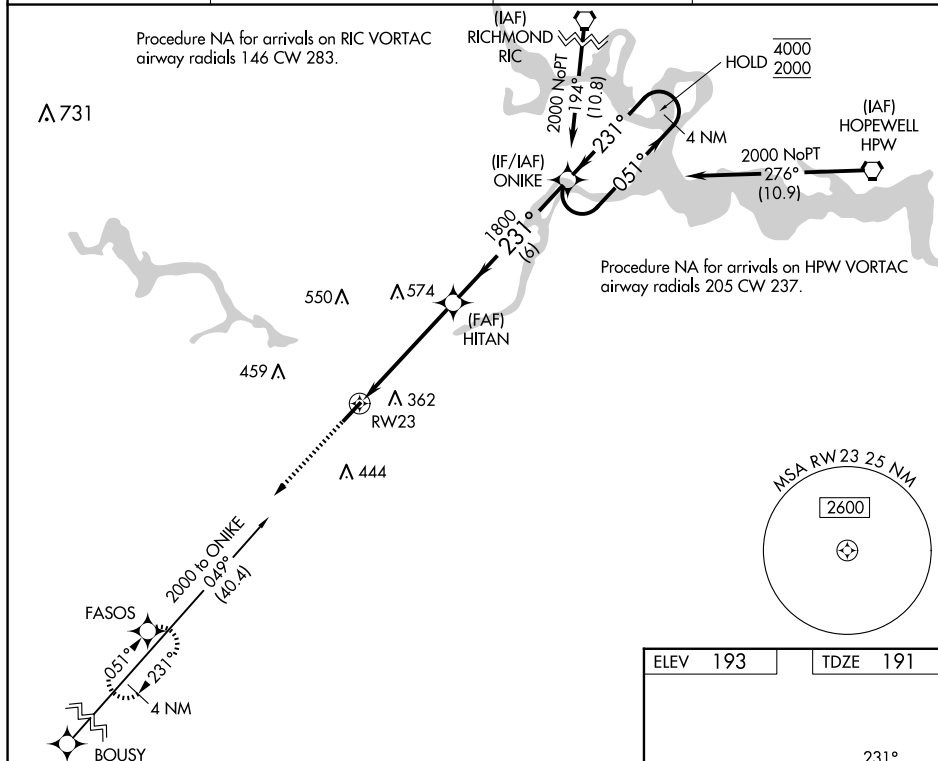 Procedure NA for arrivals on RIC VORTAC
airway radials 146 CW 283.
(IAF)
RICHMOND
RIC
2000 NoPT
194°
(10.8)
HOLD 4000
2000
731
4 NM
(IAF)
HOPEWELL
HPW
2000 NoPT
276°
(10.9)
231°
051°
(IF/IAF)
ONIKE
1800
231°
(6)
Procedure NA for arrivals on HPW VORTAC
airway radials 205 CW 237.
550
574
(FAF)
HITAN
459
362
RW23
444
MSA RW23 25 NM
2600
2000 to ONIKE
049°
(40.4)
FASOS
051°
231°
4 NM
BOUSY
ELEV 193
TDZE 191
231°